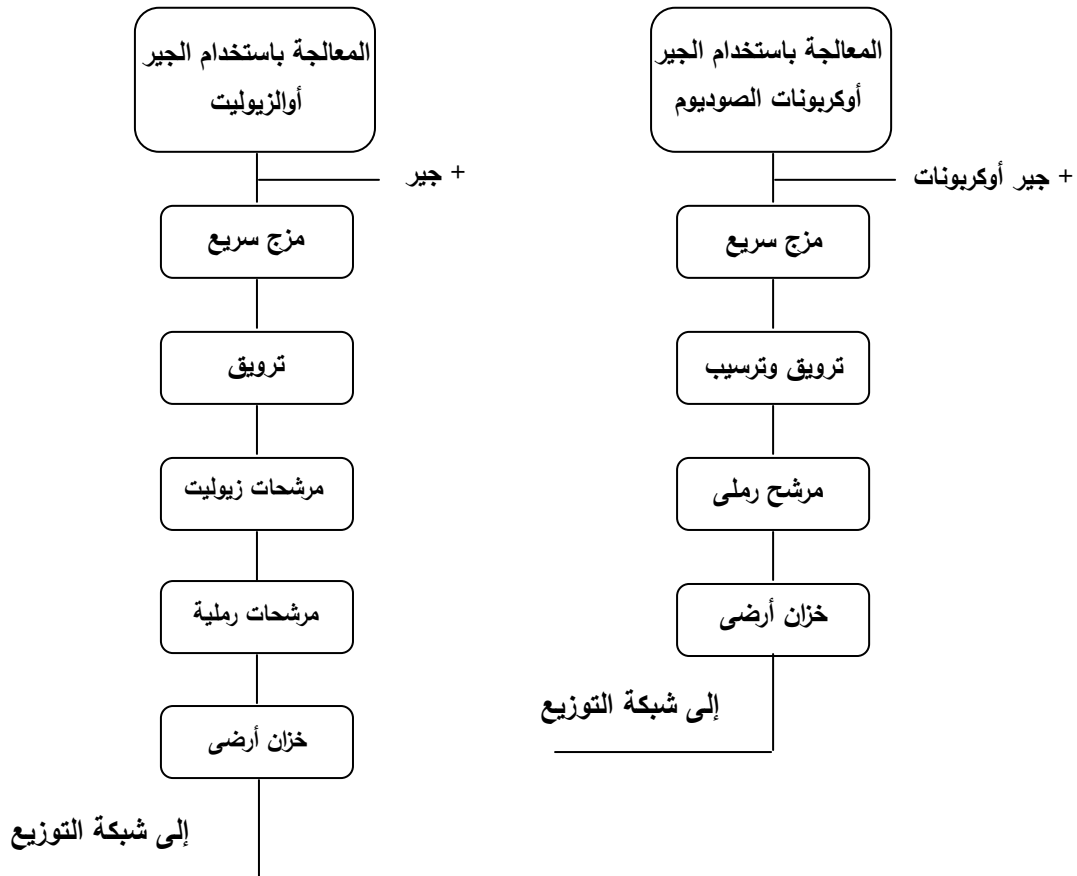 المعالجة باستخدام الجير
أوكربونات الصوديوم
+ جير أوكربونات
مزج سريع
ترويق وترسيب
مرشح رملى
خزان أرضى
إلى شبكة التوزيع
المعالجة باستخدام الجير
أوالزيوليت
+ جير
مزج سريع
ترويق
مرشحات زيوليت
مرشحات رملية
خزان أرضى
إلى شبكة التوزيع